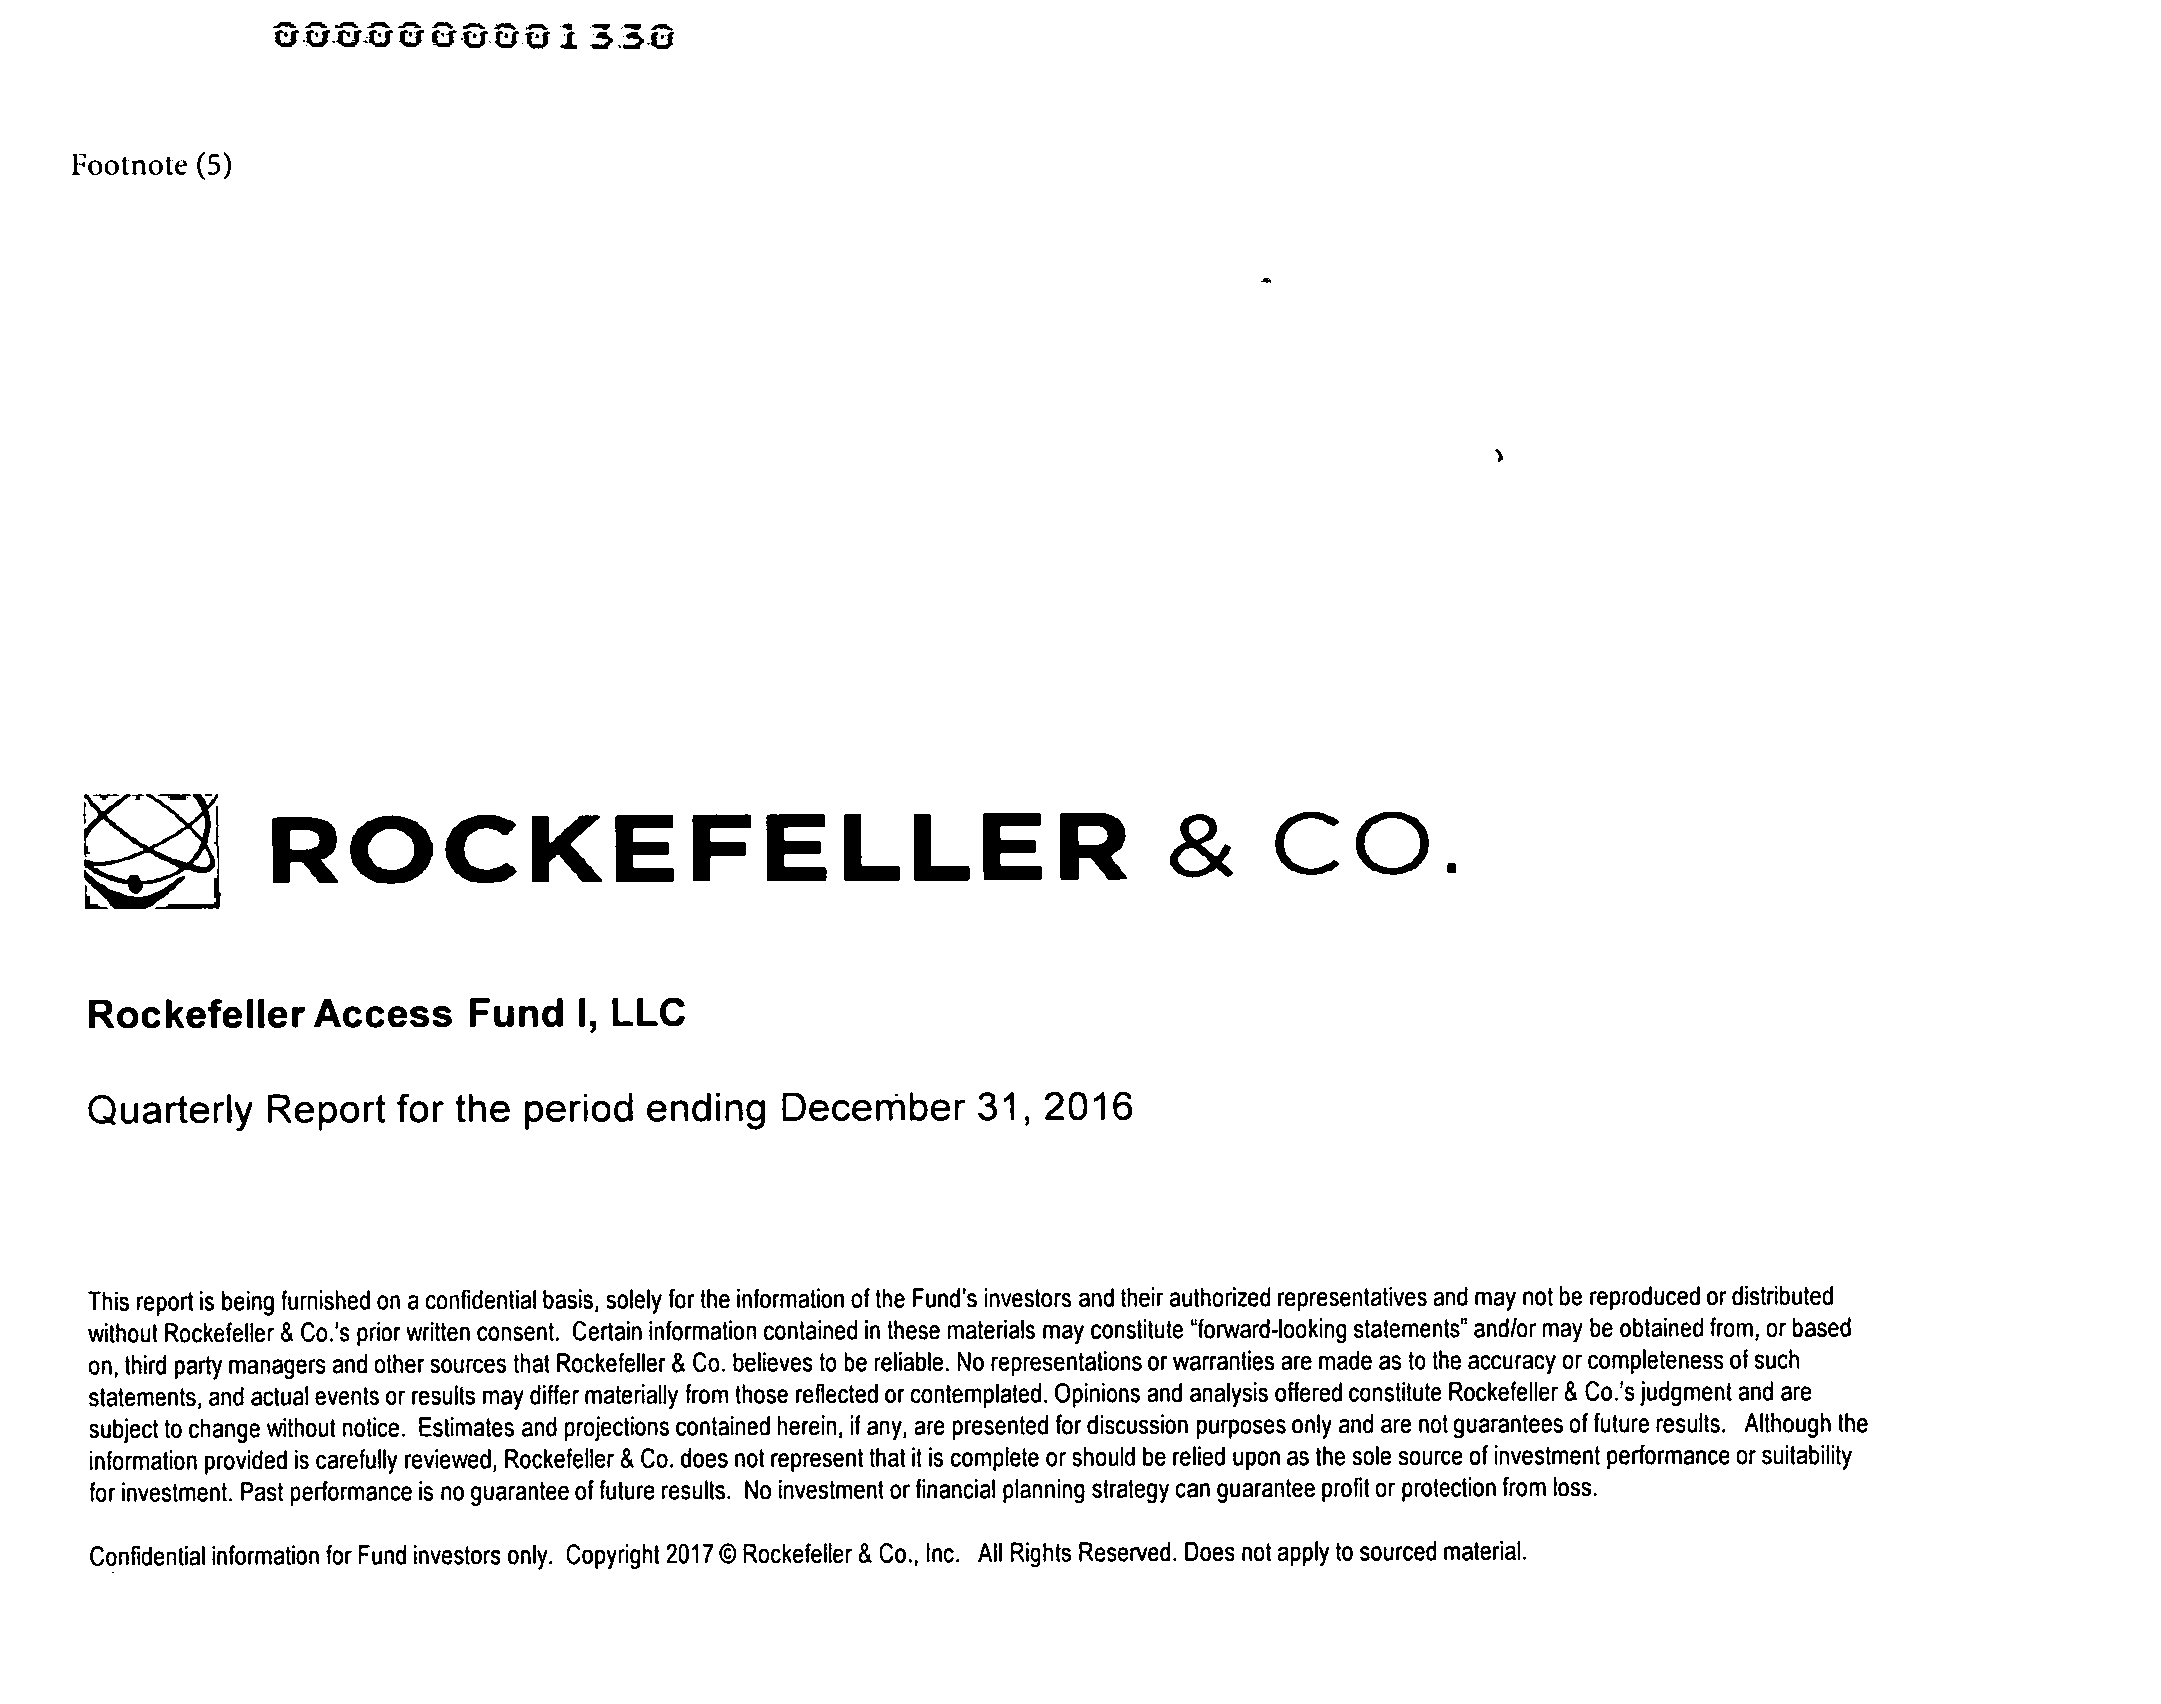 0000000001330
Footnote (5)
ROCKEFELLER & CO.
Rockefeller Access Fund I, LLC
Quarterly Report for the period ending December 31, 2016
This report is being furnished on a confidential basis, solely for the information of the Fund's investors and their authorized representatives and may not be reproduced or distributed
without Rockefeller & Co.'s prior written consent. Certain information contained in these materials may constitute "forward-looking statements" and/or may be obtained from, or based
on, third party managers and other sources that Rockefeller & Co. believes to be reliable. No representations or warranties are made as to the accuracy or completeness of such
statements, and actual events or results may differ materially from those reflected or contemplated. Opinions and analysis offered constitute Rockefeller & Co.'s judgment and are
subject to change without notice. Estimates and projections contained herein, if any, are presented for discussion purposes only and are not guarantees of future results. Although the
information provided is carefully reviewed, Rockefeller & Co. does not represent that it is complete or should be relied upon as the sole source of investment performance or suitability
for investment. Past performance is no guarantee of future results. No investment or financial planning strategy can guarantee profit or protection from loss.
Confidential information for Fund investors only. Copyright 2017 © Rockefeller & Co., Inc. All Rights Reserved. Does not apply to sourced material.